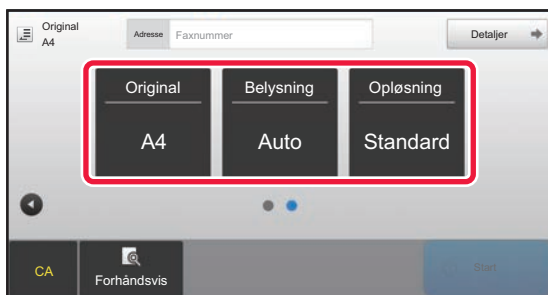 Original
A4
Adresse
Faxnummer
Detaljer
Original
Belysning
Opløsning
A4
Auto
Standard
CA
Forhåndsvis
Start